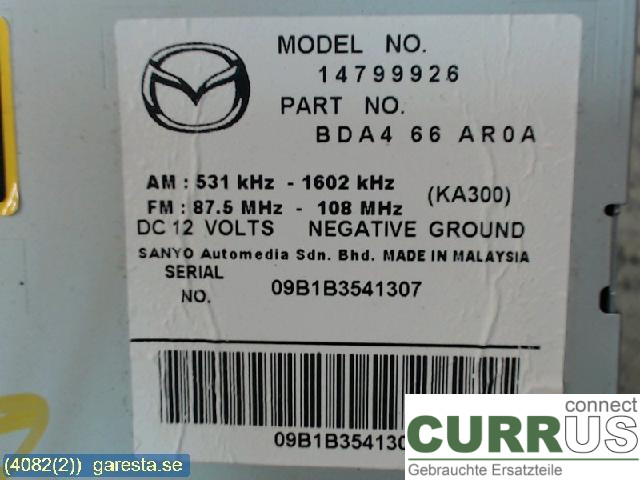 MODEL NO.
14799926
PART NO.
BDA4 66 AR0A
AM : 531 kHz - 1602 kHz
(KA300)
FM : 87.5 MHz - 108 MHz
DC 12 VOLTS NEGATIVE GROUND
SANYO Automedia Sdn. Bhd. MADE IN MALAYSIA
SERIAL
NO.
09B1B3541307
09B1B354130
connect
CURRUS
Gebrauchte Ersatzteile
(4082(2)) garesta.se